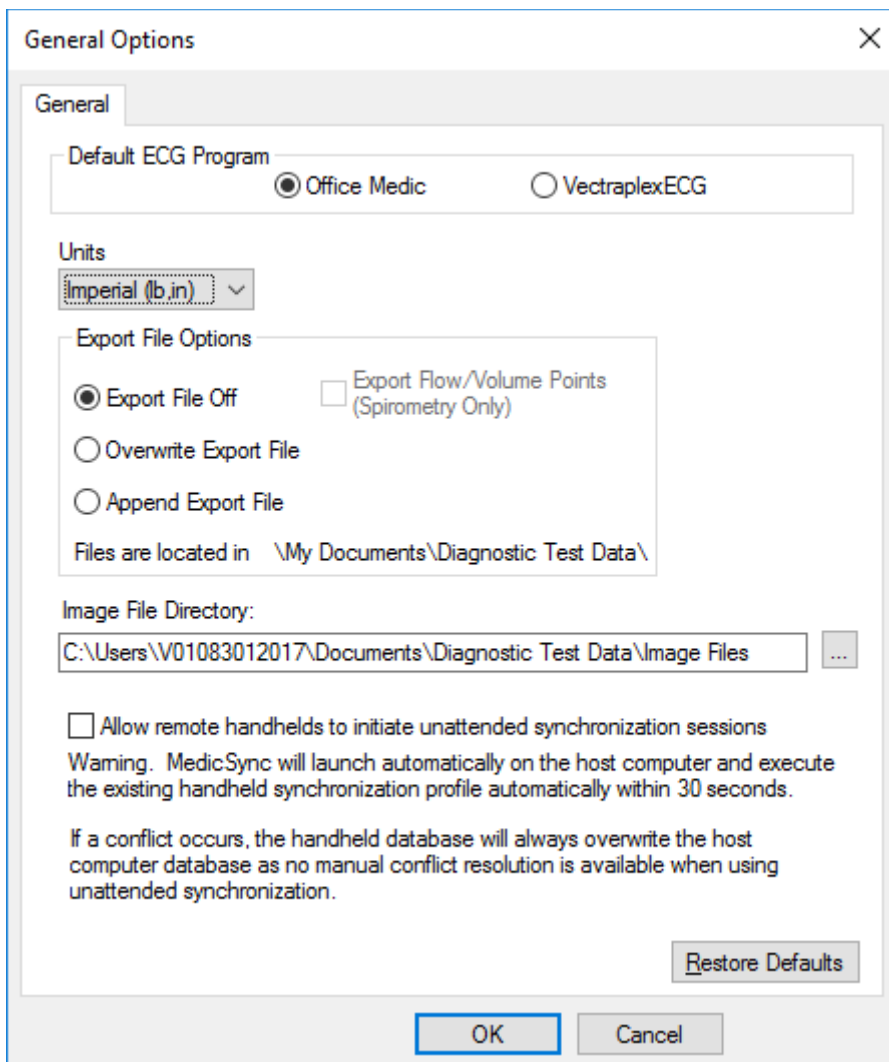 General Options
General
Default ECG Program
Office Medic
VectraplexECG
Units
Imperial (lb,in)
Export File Options
Export File Off
Export Flow/Volume Points
(Spirometry Only)
Overwrite Export File
Append Export File
Files are located in \My Documents\Diagnostic Test Data\
Image File Directory:
C:\Users\V01083012017\Documents\Diagnostic Test Data\Image Files
...
Allow remote handhelds to initiate unattended synchronization sessions
Warning. MedicSync will launch automatically on the host computer and execute
the existing handheld synchronization profile automatically within 30 seconds.
If a conflict occurs, the handheld database will always overwrite the host
computer database as no manual conflict resolution is available when using
unattended synchronization.
Restore Defaults
OK
Cancel